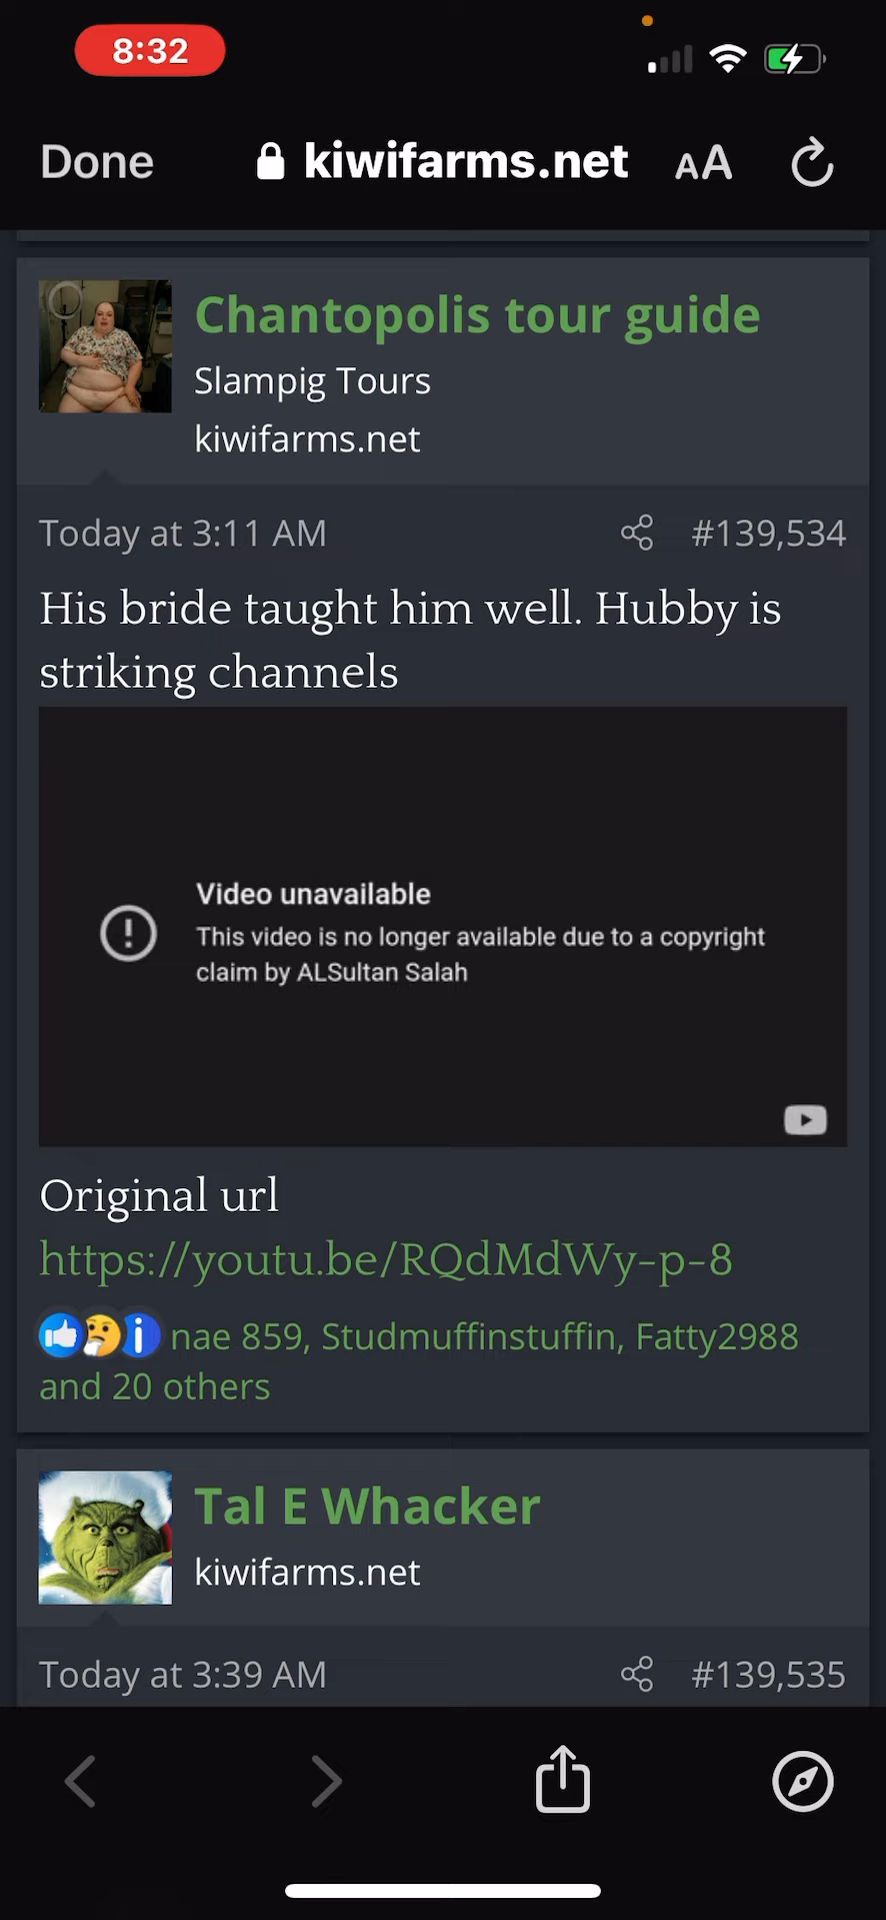 8:32
Done
kiwifarms.net
AA
Chantopolis tour guide
Slampig Tours
kiwifarms.net
Today at 3:11 AM
#139,534
His bride taught him well. Hubby is
striking channels
Video unavailable
This video is no longer available due to a copyright
claim by ALSultan Salah
Original url
https://youtu.be/RQdMdWy-p-8
nae 859, Studmuffinstuffin, Fatty2988
and 20 others
Tal E Whacker
kiwifarms.net
Today at 3:39 AM
#139,535